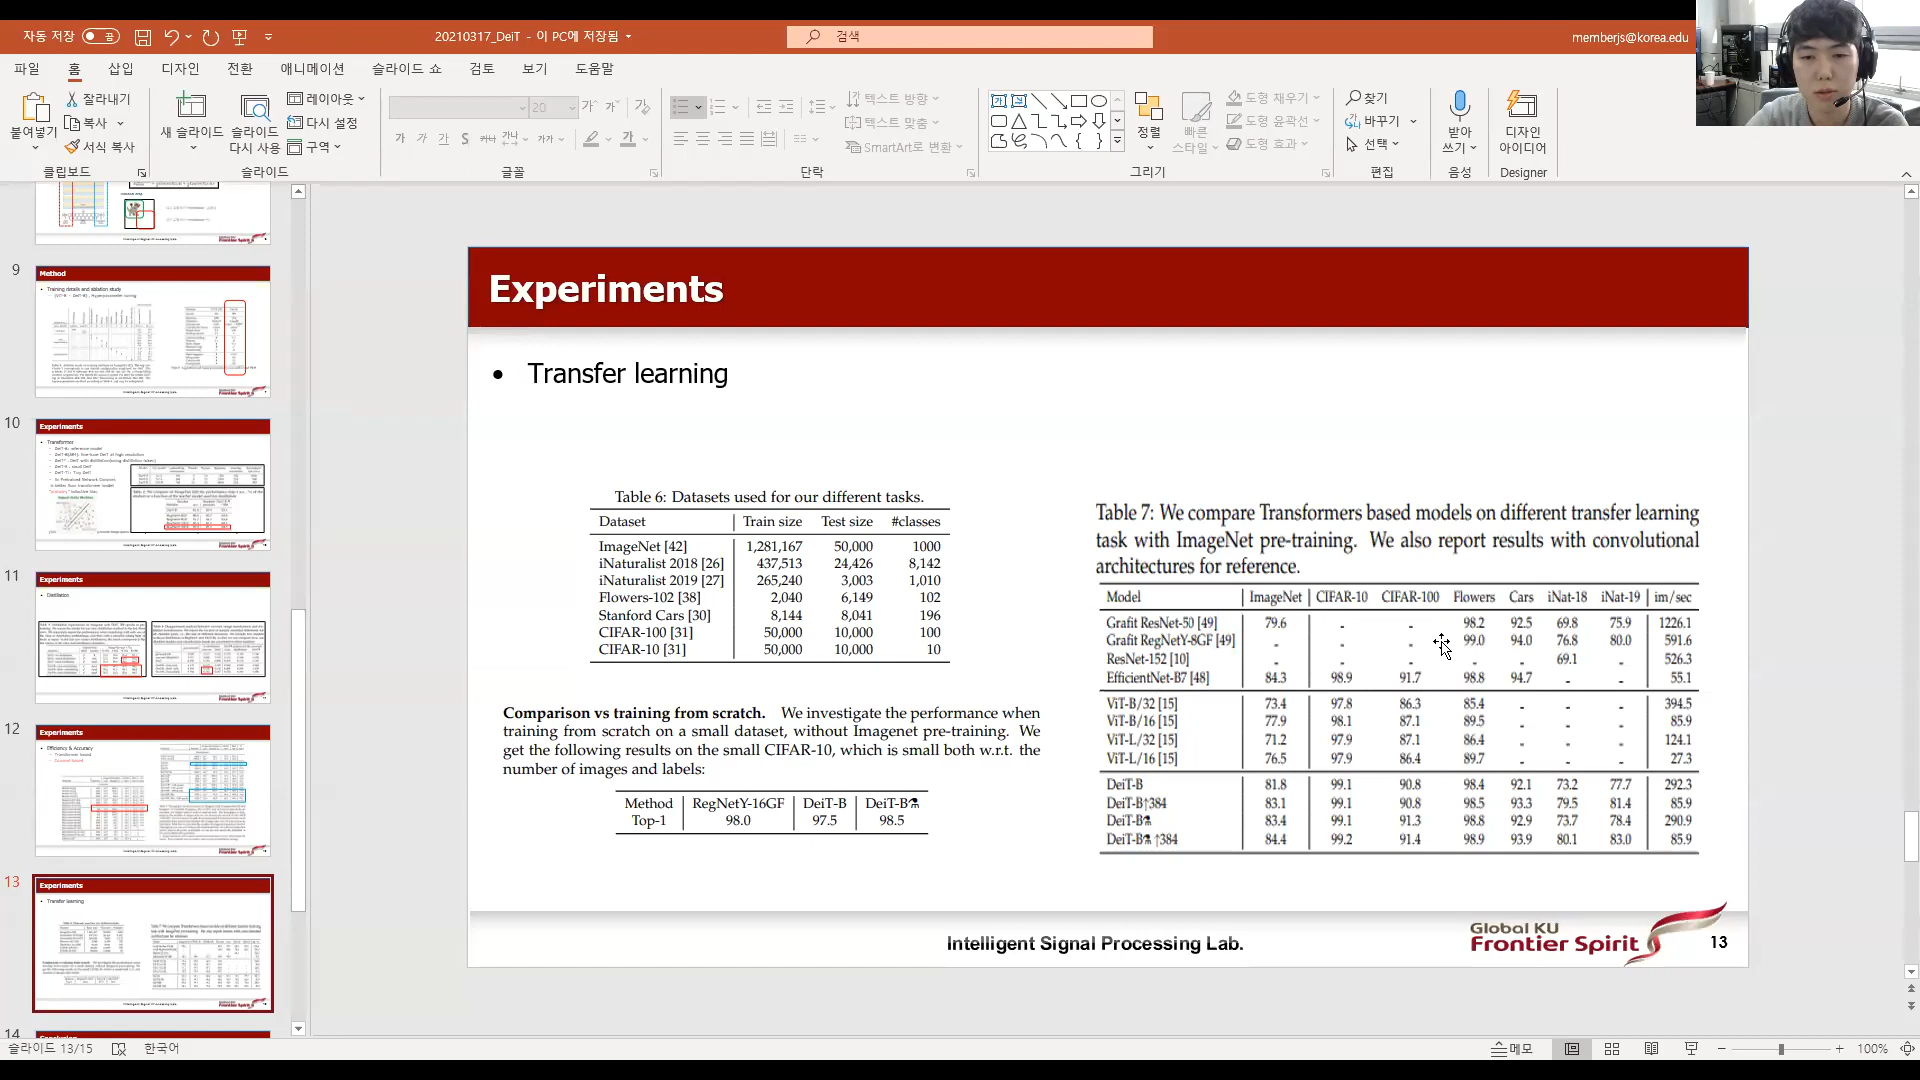 자동 저장 끔
20210317_DeiT - 이 PC에 저장됨
검색
memberjs@korea.edu
파일 홈 삽입 디자인 전환 애니메이션 슬라이드 쇼 검토 보기 도움말
붙여넣기
잘라내기
복사
서식 복사
클립보드
새 슬라이드
슬라이드 다시 사용
레이아웃
다시 설정
구역
슬라이드
20
가 가 가 S
글꼴
텍스트 방향
텍스트 맞춤
SmartArt로 변환
단락
정렬
빠른 스타일
도형 채우기
도형 윤곽선
도형 효과
그리기
찾기
바꾸기
선택
편집
받아쓰기
음성
디자인 아이디어
Designer
9
Method
Training details and ablation study
10
Experiments
Transformer
11
Experiments
Distillation
12
Experiments
Efficiency & Accuracy
13
Experiments
Transfer learning
14
Experiments
• Transfer learning
Table 6: Datasets used for our different tasks.
Dataset Train size Test size #classes
ImageNet [42] 1,281,167 50,000 1000
iNaturalist 2018 [26] 437,513 24,426 8,142
iNaturalist 2019 [27] 265,240 3,003 1,010
Flowers-102 [38] 2,040 6,149 102
Stanford Cars [30] 8,144 8,041 196
CIFAR-100 [31] 50,000 10,000 100
CIFAR-10 [31] 50,000 10,000 10
Comparison vs training from scratch. We investigate the performance when
training from scratch on a small dataset, without Imagenet pre-training. We
get the following results on the small CIFAR-10, which is small both w.r.t. the
number of images and labels:
Method RegNetY-16GF DeiT-B DeiT-B⚗
Top-1 98.0 97.5 98.5
Table 7: We compare Transformers based models on different transfer learning
task with ImageNet pre-training. We also report results with convolutional
architectures for reference.
Model ImageNet CIFAR-10 CIFAR-100 Flowers Cars iNat-18 iNat-19 im/sec
Grafit ResNet-50 [49] 79.6 - - 98.2 92.5 69.8 75.9 1226.1
Grafit RegNetY-8GF [49] - - - 99.0 94.0 76.8 80.0 591.6
ResNet-152 [10] - - - - - 69.1 - 526.3
EfficientNet-B7 [48] 84.3 98.9 91.7 98.8 94.7 - - 55.1
ViT-B/32 [15] 73.4 97.8 86.3 85.4 - - - 394.5
ViT-B/16 [15] 77.9 98.1 87.1 89.5 - - - 85.9
ViT-L/32 [15] 71.2 97.9 87.1 86.4 - - - 124.1
ViT-L/16 [15] 76.5 97.9 86.4 89.7 - - - 27.3
DeiT-B 81.8 99.1 90.8 98.4 92.1 73.2 77.7 292.3
DeiT-B↑384 83.1 99.1 90.8 98.5 93.3 79.5 81.4 85.9
DeiT-B⚗ 83.4 99.1 91.3 98.8 92.9 73.7 78.4 290.9
DeiT-B⚗ ↑384 84.4 99.2 91.4 98.9 93.9 80.1 83.0 85.9
Intelligent Signal Processing Lab.
Global KU
Frontier Spirit
13
슬라이드 13/15
한국어
메모
100%